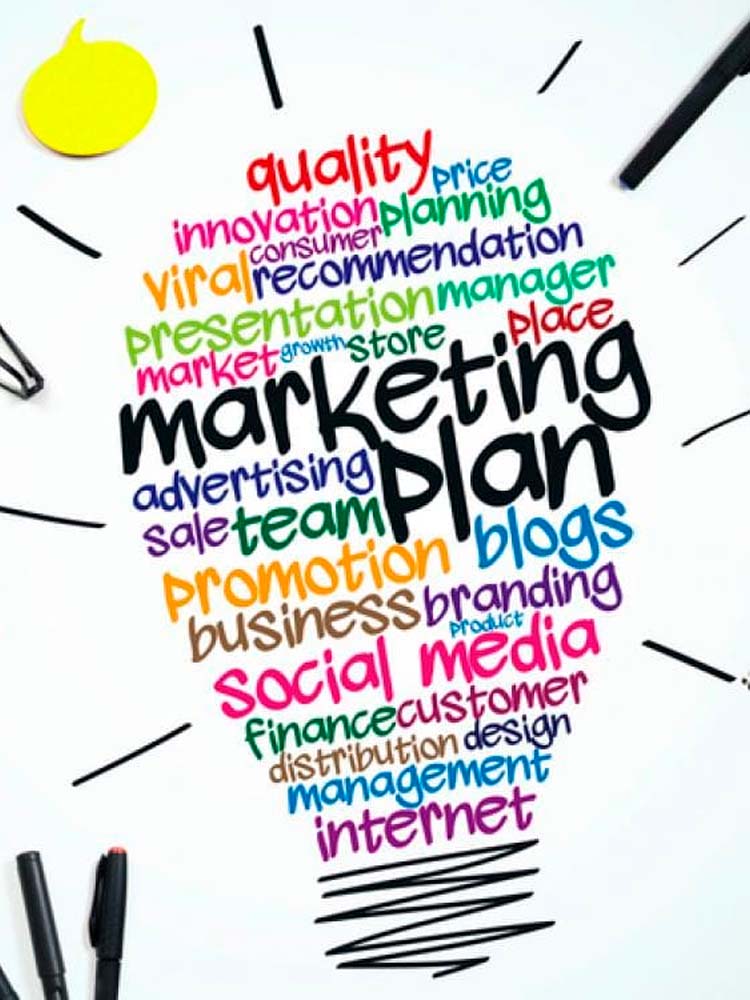 quality price
innovation planning
consumer
viral recommendation
presentation manager
market growth store place
marketing
advertising plan
sale team blogs
promotion
business branding
product
social media
finance customer
distribution design
management
internet